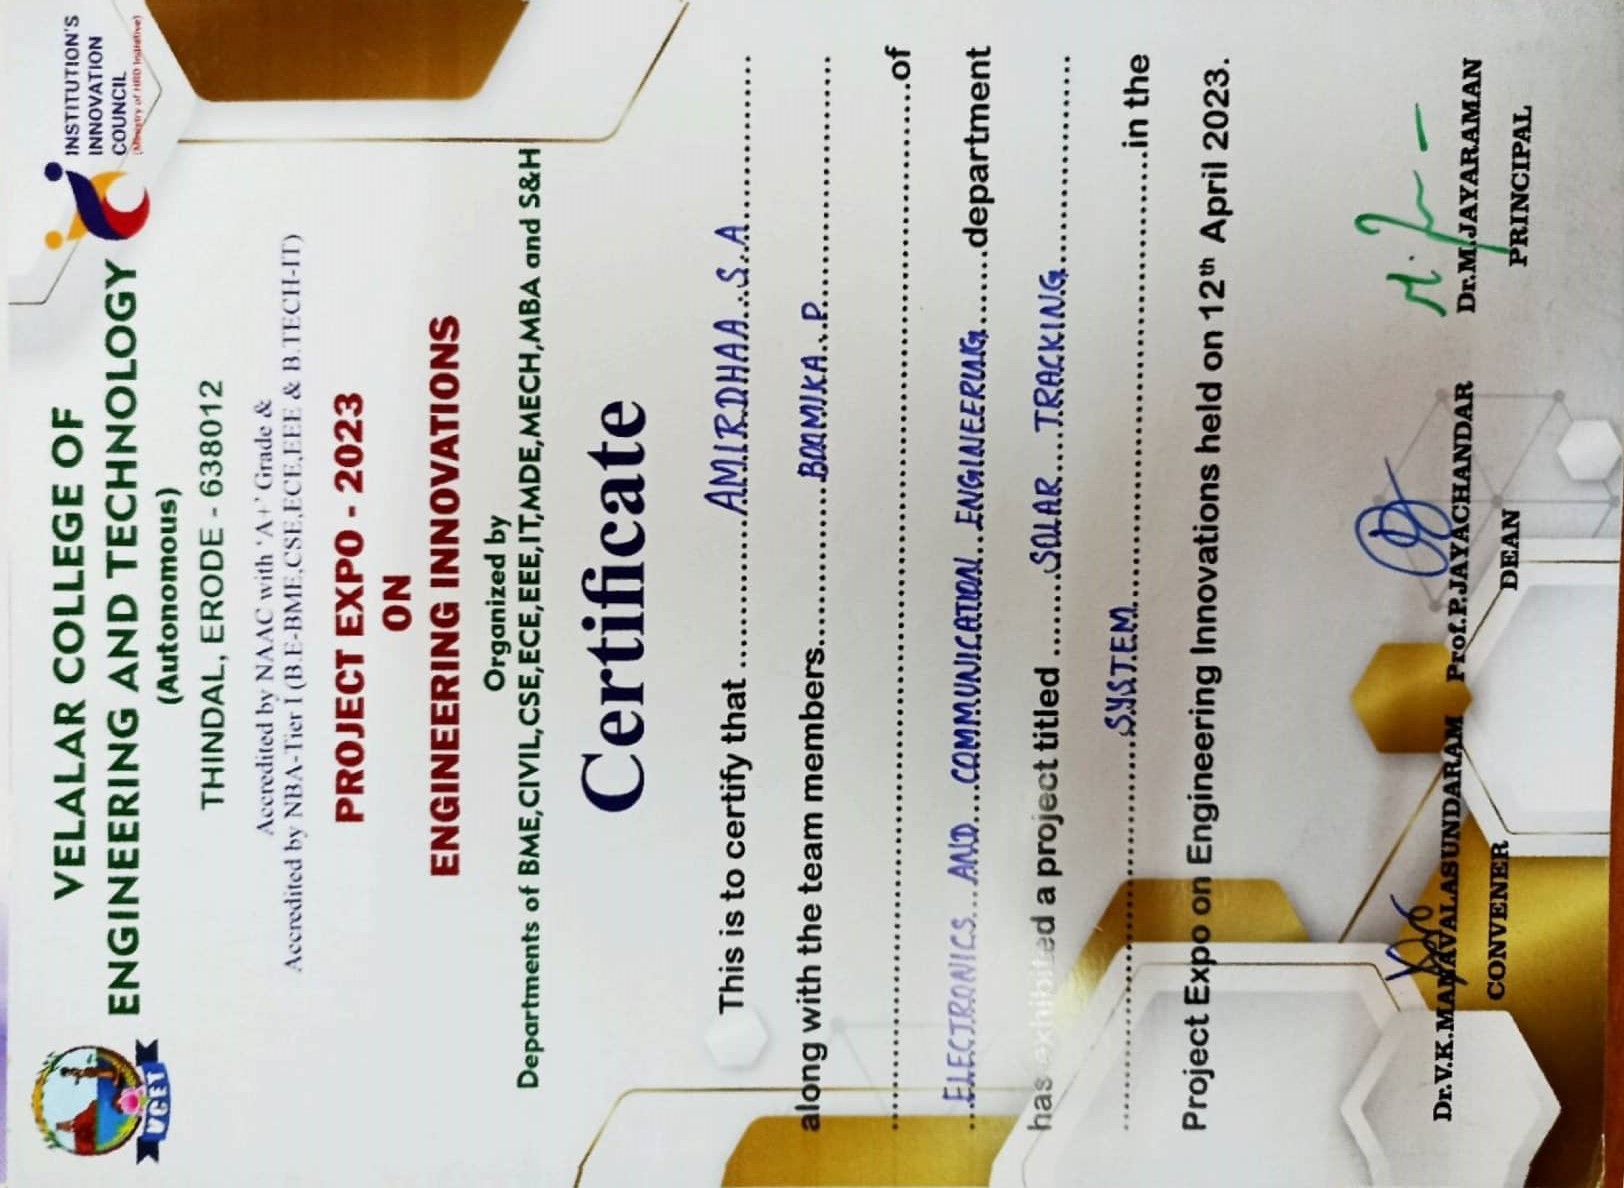 VELALAR COLLEGE OF
ENGINEERING AND TECHNOLOGY
(Autonomous)
THINDAL, ERODE - 638012
Accredited by NAAC with 'A+' Grade &
Accredited by NBA-Tier I (B.E-BME,CSE,ECE,EEE & B.TECH-IT)
INSTITUTION'S
INNOVATION
COUNCIL
(Ministry of HRD Initiative)
VCET
PROJECT EXPO - 2023
ON
ENGINEERING INNOVATIONS
Organized by
Departments of BME,CIVIL,CSE,ECE,EEE,IT,MDE,MECH,MBA and S&H
Certificate
This is to certify that AMIRDHAA.S.A
along with the team members BOOMIKA.P
of
ELECTRONICS AND COMMUNICATION ENGINEERING department
has exhibited a project titled SOLAR TRACKING
SYSTEM in the
Project Expo on Engineering Innovations held on 12th April 2023.
Dr.V.K.MANAVALASUNDARAM Prof.P.JAYACHANDAR Dr.M.JAYARAMAN
CONVENER DEAN PRINCIPAL